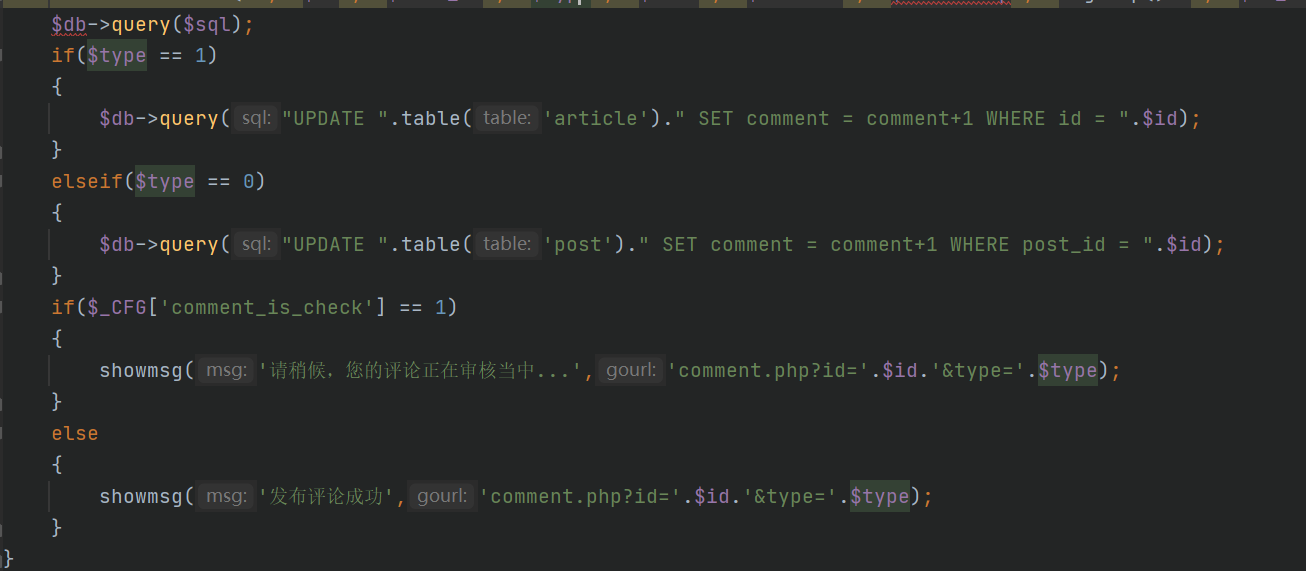 $db->query($sql);
if($type == 1)
{
$db->query( sql: "UPDATE ".table( table: 'article')." SET comment = comment+1 WHERE id = ".$id);
}
elseif($type == 0)
{
$db->query( sql: "UPDATE ".table( table: 'post')." SET comment = comment+1 WHERE post_id = ".$id);
}
if($_CFG['comment_is_check'] == 1)
{
showmsg( msg: '请稍候，您的评论正在审核当中...', gourl: 'comment.php?id='.$id.'&type='.$type);
}
else
{
showmsg( msg: '发布评论成功', gourl: 'comment.php?id='.$id.'&type='.$type);
}
}